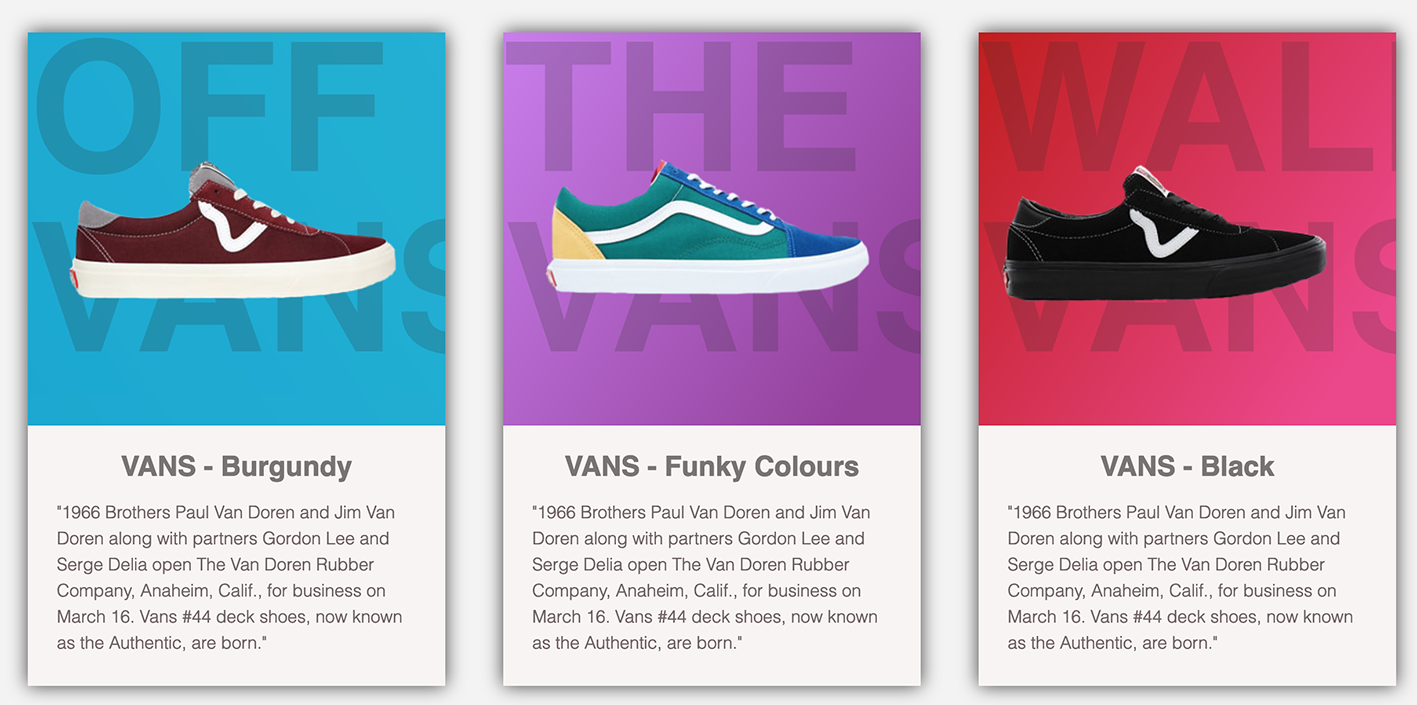 OFF
VANS
VANS - Burgundy
"1966 Brothers Paul Van Doren and Jim Van
Doren along with partners Gordon Lee and
Serge Delia open The Van Doren Rubber
Company, Anaheim, Calif., for business on
March 16. Vans #44 deck shoes, now known
as the Authentic, are born."
THE
VANS
VANS - Funky Colours
"1966 Brothers Paul Van Doren and Jim Van
Doren along with partners Gordon Lee and
Serge Delia open The Van Doren Rubber
Company, Anaheim, Calif., for business on
March 16. Vans #44 deck shoes, now known
as the Authentic, are born."
WALL
VANS
VANS - Black
"1966 Brothers Paul Van Doren and Jim Van
Doren along with partners Gordon Lee and
Serge Delia open The Van Doren Rubber
Company, Anaheim, Calif., for business on
March 16. Vans #44 deck shoes, now known
as the Authentic, are born."